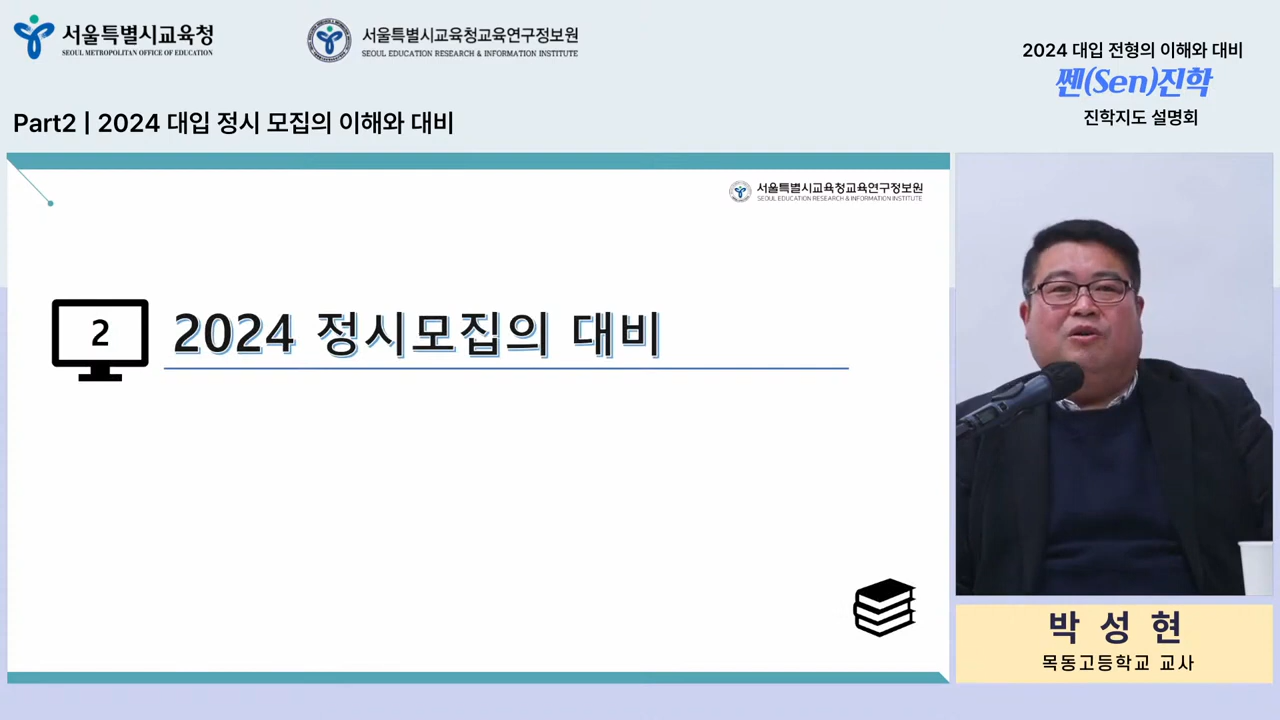 서울특별시교육청
SEOUL METROPOLITAN OFFICE OF EDUCATION
서울특별시교육청교육연구정보원
SEOUL EDUCATION RESEARCH & INFORMATION INSTITUTE
2024 대입 전형의 이해와 대비
쎈(Sen)진학
진학지도 설명회
Part2 | 2024 대입 정시 모집의 이해와 대비
서울특별시교육청교육연구정보원
SEOUL EDUCATION RESEARCH & INFORMATION INSTITUTE
2
2024 정시모집의 대비
박성현
목동고등학교 교사